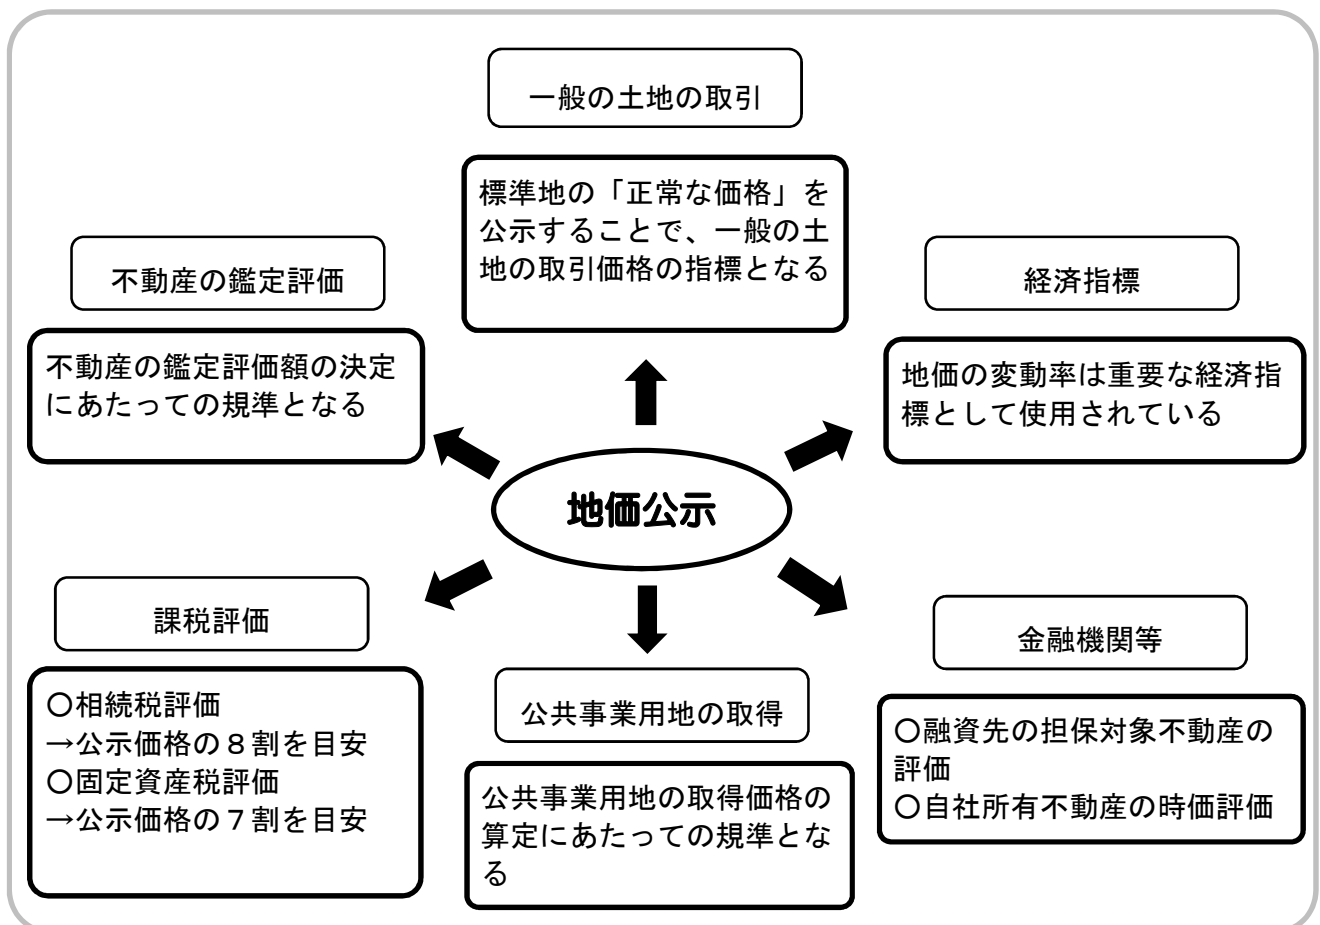 一般の土地の取引
標準地の「正常な価格」を
公示することで、一般の土
地の取引価格の指標となる
不動産の鑑定評価
不動産の鑑定評価額の決定
にあたっての規準となる
経済指標
地価の変動率は重要な経済指
標として使用されている
地価公示
課税評価
〇相続税評価
→公示価格の８割を目安
〇固定資産税評価
→公示価格の７割を目安
公共事業用地の取得
公共事業用地の取得価格の
算定にあたっての規準とな
る
金融機関等
〇融資先の担保対象不動産の
評価
〇自社所有不動産の時価評価